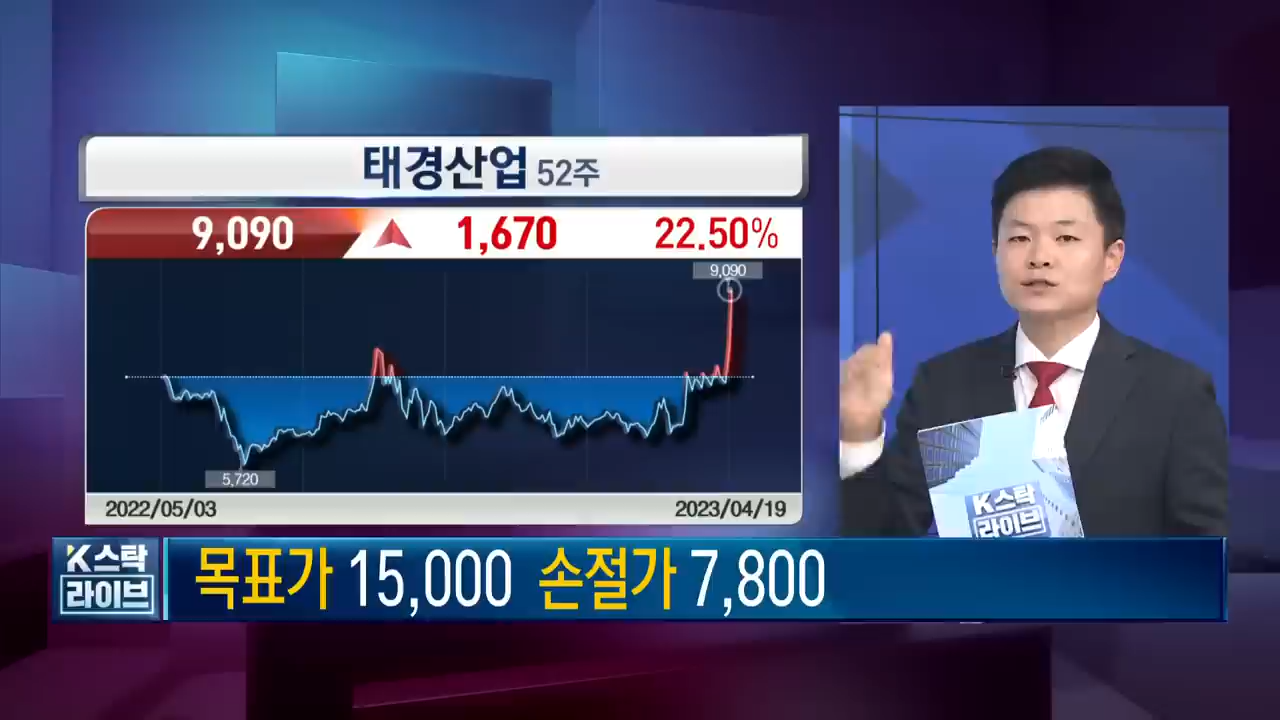 태경산업 52주
9,090 ▲ 1,670 22.50%
9,090
5,720
2022/05/03 2023/04/19
K스탁
라이브
K스탁
라이브
목표가 15,000 손절가 7,800